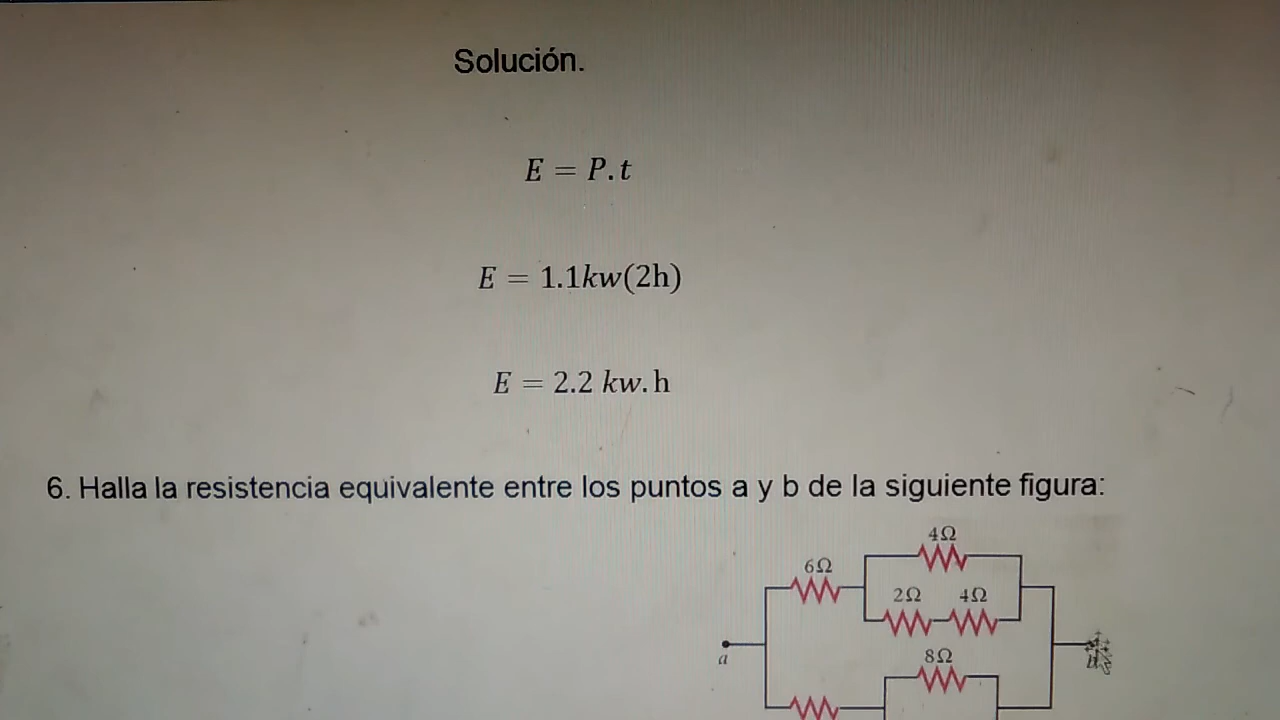 Solución.
E = P.t
E = 1.1kw(2h)
E = 2.2 kw.h
6. Halla la resistencia equivalente entre los puntos a y b de la siguiente figura:
4Ω
6Ω
2Ω 4Ω
a
8Ω